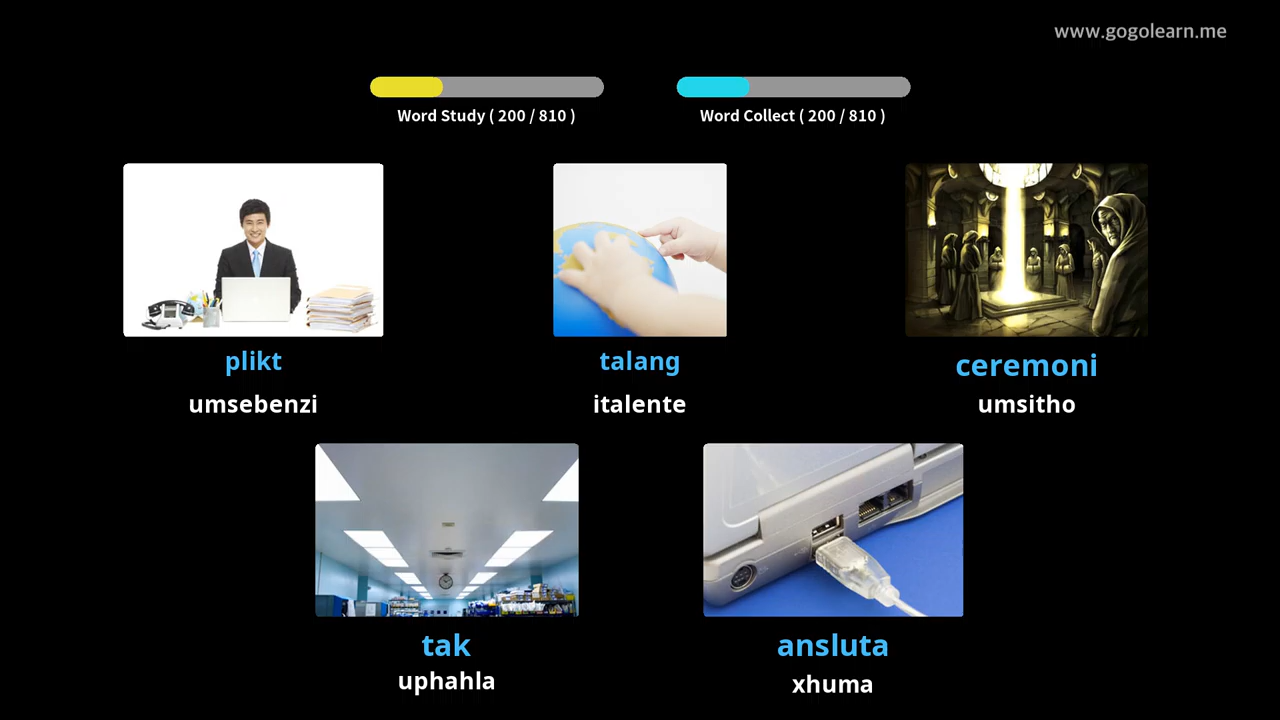 www.gogolearn.me
Word Study ( 200 / 810 )
Word Collect ( 200 / 810 )
plikt
umsebenzi
talang
italente
ceremoni
umsitho
tak
uphahla
ansluta
xhuma